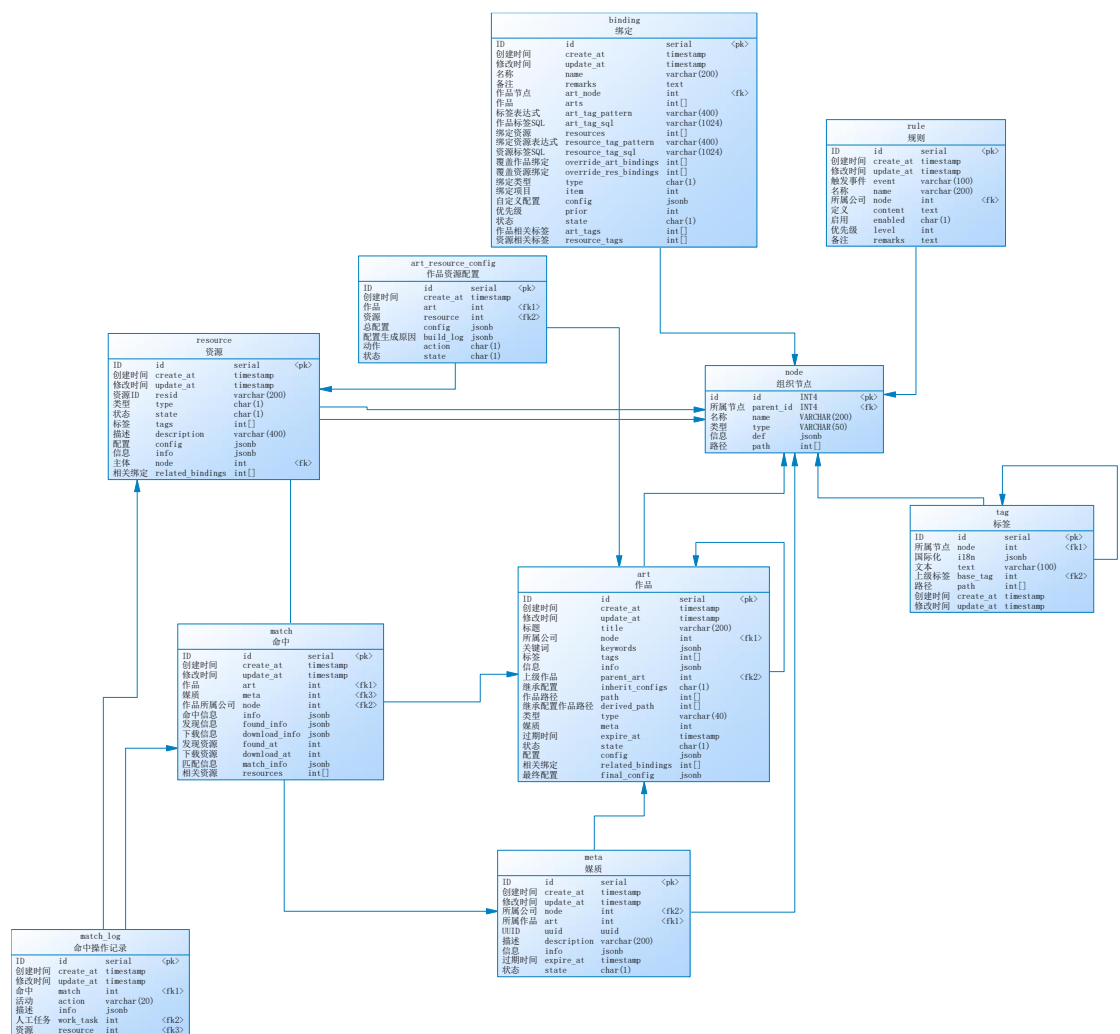 binding
绑定
ID id serial <pk>
创建时间 create_at timestamp
修改时间 update_at timestamp
名称 name varchar(200)
备注 remarks text
作品节点 art_node int <fk>
作品 arts int[]
标签表达式 art_tag_pattern varchar(400)
作品标签SQL art_tag_sql varchar(1024)
绑定资源 resources int[]
绑定资源表达式 resource_tag_pattern varchar(400)
资源标签SQL resource_tag_sql varchar(1024)
覆盖作品绑定 override_art_bindings int[]
覆盖资源绑定 override_res_bindings int[]
绑定类型 type char(1)
绑定项目 item int
自定义配置 config jsonb
优先级 prior int
状态 state char(1)
作品相关标签 art_tags int[]
资源相关标签 resource_tags int[]
rule
规则
ID id serial <pk>
创建时间 create_at timestamp
修改时间 update_at timestamp
触发事件 event varchar(100)
名称 name varchar(200)
所属公司 node int <fk>
定义 content text
启用 enabled char(1)
优先级 level int
备注 remarks text
art_resource_config
作品资源配置
ID id serial <pk>
创建时间 create_at timestamp
作品 art int <fk1>
资源 resource int <fk2>
总配置 config jsonb
配置生成原因 build_log jsonb
动作 action char(1)
状态 state char(1)
resource
资源
ID id serial <pk>
创建时间 create_at timestamp
修改时间 update_at timestamp
资源ID resid varchar(200)
类型 type char(1)
状态 state char(1)
标签 tags int[]
描述 description varchar(400)
配置 config jsonb
信息 info jsonb
主体 node int <fk>
相关绑定 related_bindings int[]
node
组织节点
id id INT4 <pk>
所属节点 parent_id INT4 <fk>
名称 name VARCHAR(200)
类型 type VARCHAR(50)
信息 def jsonb
路径 path int[]
tag
标签
ID id serial <pk>
所属节点 node int <fk1>
国际化 i18n jsonb
文本 text varchar(100)
上级标签 base_tag int <fk2>
路径 path int[]
创建时间 create_at timestamp
修改时间 update_at timestamp
art
作品
ID id serial <pk>
创建时间 create_at timestamp
修改时间 update_at timestamp
标题 title varchar(200)
所属公司 node int <fk1>
关键词 keywords jsonb
标签 tags int[]
信息 info jsonb
上级作品 parent_art int <fk2>
继承配置 inherit_configs char(1)
作品路径 path int[]
继承配置作品路径 derived_path int[]
类型 type varchar(40)
媒质 meta int
过期时间 expire_at timestamp
状态 state char(1)
配置 config jsonb
相关绑定 related_bindings int[]
最终配置 final_config jsonb
match
命中
ID id serial <pk>
创建时间 create_at timestamp
修改时间 update_at timestamp
作品 art int <fk1>
媒质 meta int <fk3>
作品所属公司 node int <fk2>
命中信息 info jsonb
发现信息 found_info jsonb
下载信息 download_info jsonb
发现资源 found_at int
下载资源 download_at int
匹配信息 match_info jsonb
相关资源 resources int[]
meta
媒质
ID id serial <pk>
创建时间 create_at timestamp
修改时间 update_at timestamp
所属公司 node int <fk2>
所属作品 art int <fk1>
UUID uuid uuid
描述 description varchar(200)
信息 info jsonb
过期时间 expire_at timestamp
状态 state char(1)
match_log
命中操作记录
ID id serial <pk>
创建时间 create_at timestamp
修改时间 update_at timestamp
命中 match int <fk1>
活动 action varchar(20)
描述 info jsonb
人工任务 work_task int <fk2>
资源 resource int <fk3>